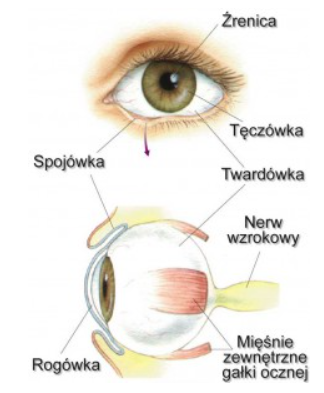 Źrenica
Tęczówka
Spojówka
Twardówka
Nerw
wzrokowy
Rogówka
Mięśnie
zewnętrzne
gałki ocznej